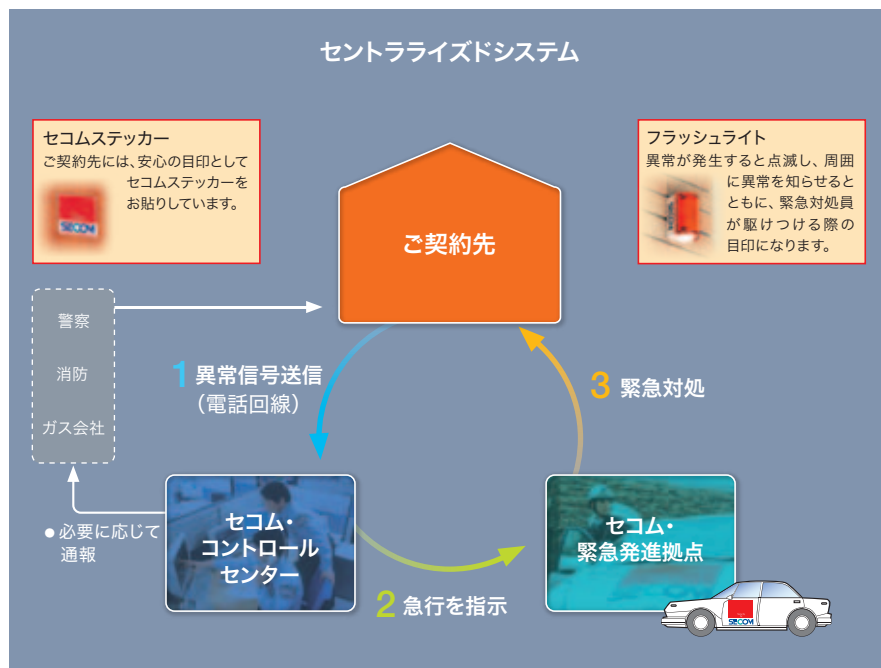 セントラライズドシステム
セコムステッカー
ご契約先には、安心の目印として
セコムステッカーを
お貼りしています。
SECOM
フラッシュライト
異常が発生すると点滅し、周囲
に異常を知らせると
ともに、緊急対処員
が駆けつける際の
目印になります。
SECOM
ご契約先
警察
消防
ガス会社
1 異常信号送信
（電話回線）
3 緊急対処
●必要に応じて
通報
セコム・
コントロール
センター
2 急行を指示
セコム・
緊急発進拠点
SECOM